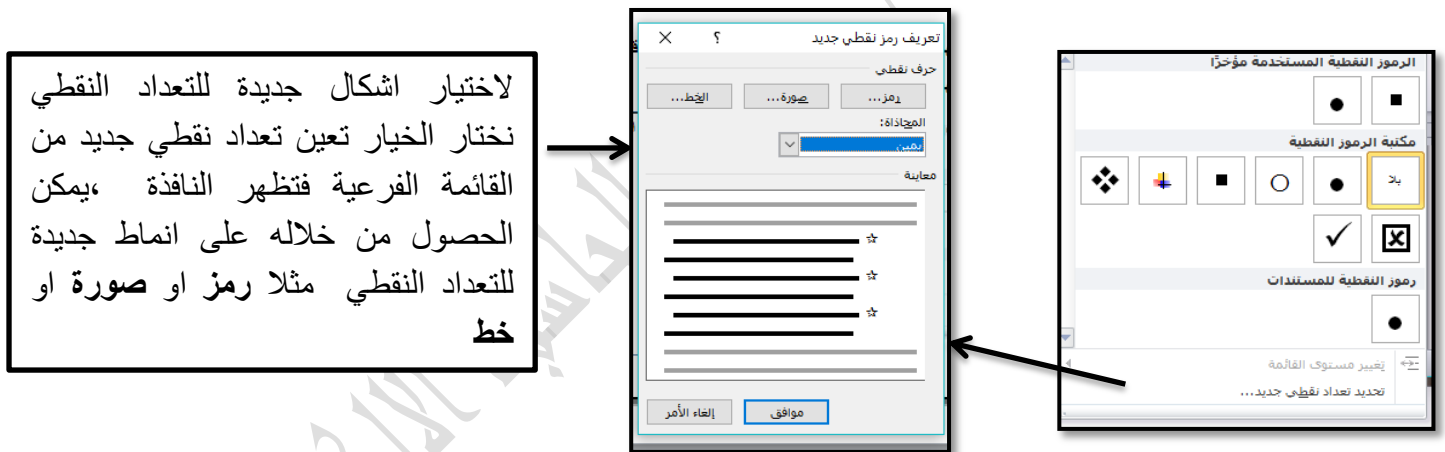 لاختيار اشكال جديدة للتعداد النقطي
نختار الخيار تعين تعداد نقطي جديد من
القائمة الفرعية فتظهر النافذة ،يمكن
الحصول من خلاله على انماط جديدة
للتعداد النقطي مثلا رمز او صورة او
خط
تعريف رمز نقطي جديد ؟
حرف نقطي
رمز... صورة... الخط...
المحاذاة:
يمين
معاينة
موافق إلغاء الأمر
الرموز النقطية المستخدمة مؤخرًا
مكتبة الرموز النقطية
بلا
رموز النقطية للمستندات
تغيير مستوى القائمة
تحديد تعداد نقطي جديد...